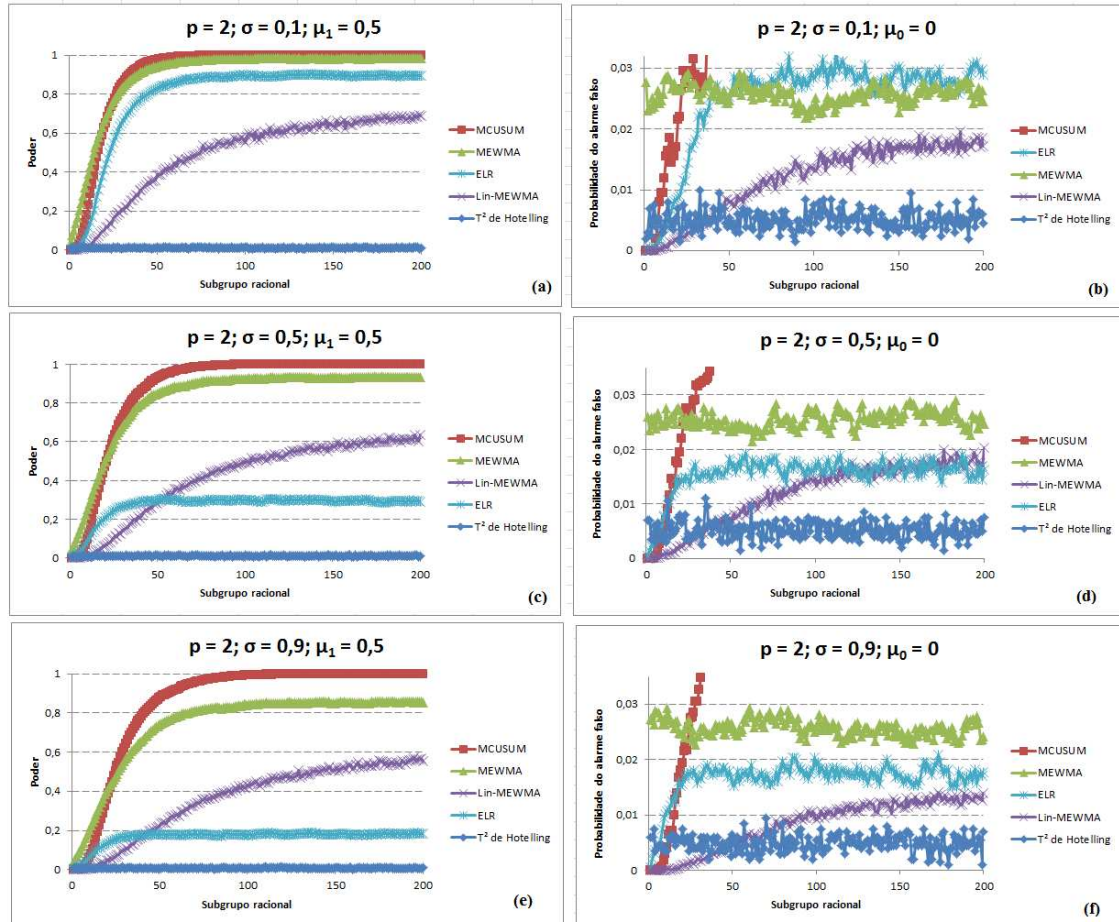 p = 2; σ = 0,1; μ₁ = 0,5
1
0,8
0,6
0,4
0,2
0
Poder
0 50 100 150 200
Subgrupo racional
MCUSUM
MEWMA
ELR
Lin-MEWMA
T² de Hotelling
(a)
p = 2; σ = 0,1; μ₀ = 0
0,03
0,02
0,01
0
Probabilidade do alarme falso
0 50 100 150 200
Subgrupo racional
MCUSUM
ELR
MEWMA
Lin-MEWMA
T² de Hotelling
(b)
p = 2; σ = 0,5; μ₁ = 0,5
1
0,8
0,6
0,4
0,2
0
Poder
0 50 100 150 200
Subgrupo racional
MCUSUM
MEWMA
Lin-MEWMA
ELR
T² de Hotelling
(c)
p = 2; σ = 0,5; μ₀ = 0
0,03
0,02
0,01
0
Probabilidade do alarme falso
0 50 100 150 200
Subgrupo racional
MCUSUM
MEWMA
Lin-MEWMA
ELR
T² de Hotelling
(d)
p = 2; σ = 0,9; μ₁ = 0,5
1
0,8
0,6
0,4
0,2
0
Poder
0 50 100 150 200
Subgrupo racional
MCUSUM
MEWMA
Lin-MEWMA
ELR
T² de Hotelling
(e)
p = 2; σ = 0,9; μ₀ = 0
0,03
0,02
0,01
0
Probabilidade do alarme falso
0 50 100 150 200
Subgrupo racional
MCUSUM
MEWMA
ELR
Lin-MEWMA
T² de Hotelling
(f)